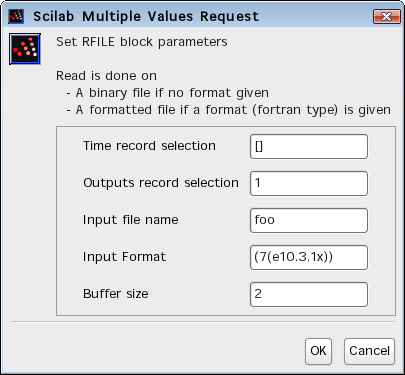 Scilab Multiple Values Request
Set RFILE block parameters
Read is done on
- A binary file if no format given
- A formatted file if a format (fortran type) is given
Time record selection []
Outputs record selection 1
Input file name foo
Input Format (7(e10.3,1x))
Buffer size 2
OK Cancel